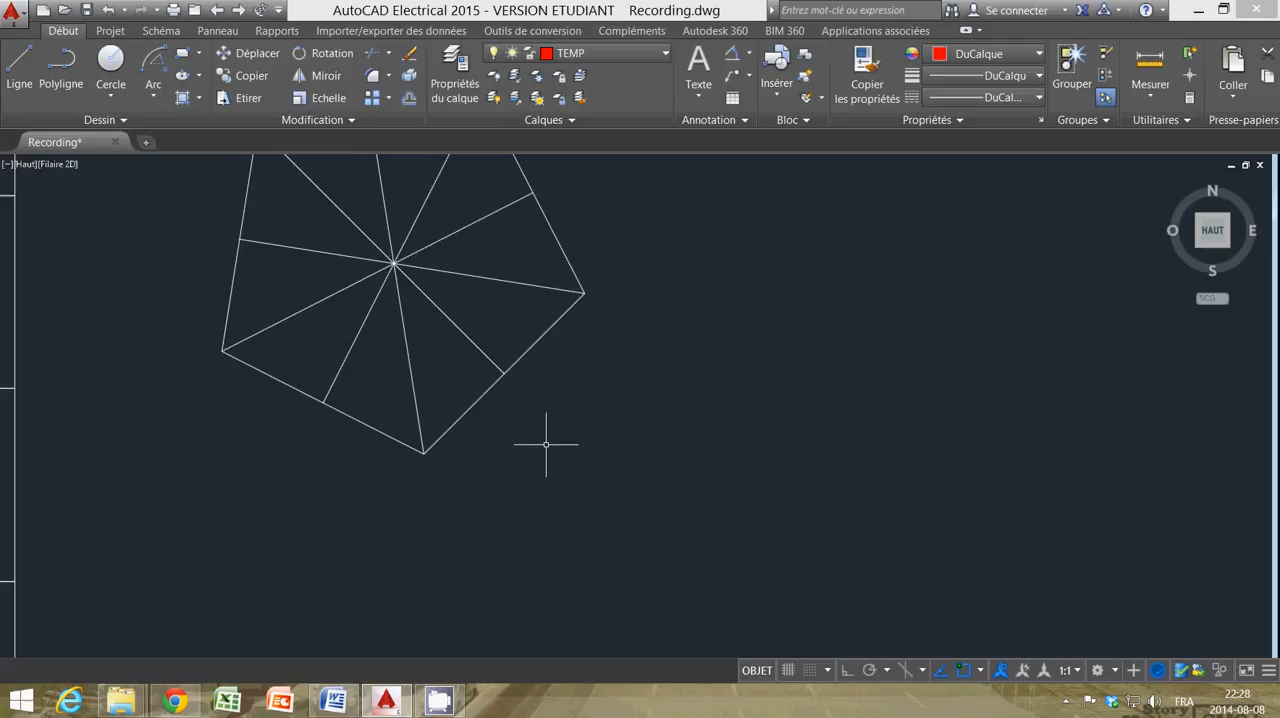 AutoCAD Electrical 2015 - VERSION ETUDIANT Recording.dwg
Entrez mot-clé ou expression
Se connecter
Début Projet Schéma Panneau Rapports Importer/exporter des données Outils de conversion Compléments Autodesk 360 BIM 360 Applications associées
Ligne Polyligne Cercle Arc
Déplacer Rotation
Copier Miroir
Etirer Echelle
Propriétés
du calque
TEMP
Texte
Insérer
Copier
les propriétés
DuCalque
DuCalqu
DuCal...
Grouper
Mesurer
Coller
Dessin Modification Calques Annotation Bloc Propriétés Groupes Utilitaires Presse-papiers
Recording*
[−][Haut][Filaire 2D]
N
O HAUT E
S
SCG
OBJET 1:1
FRA
22:28
2014-08-08